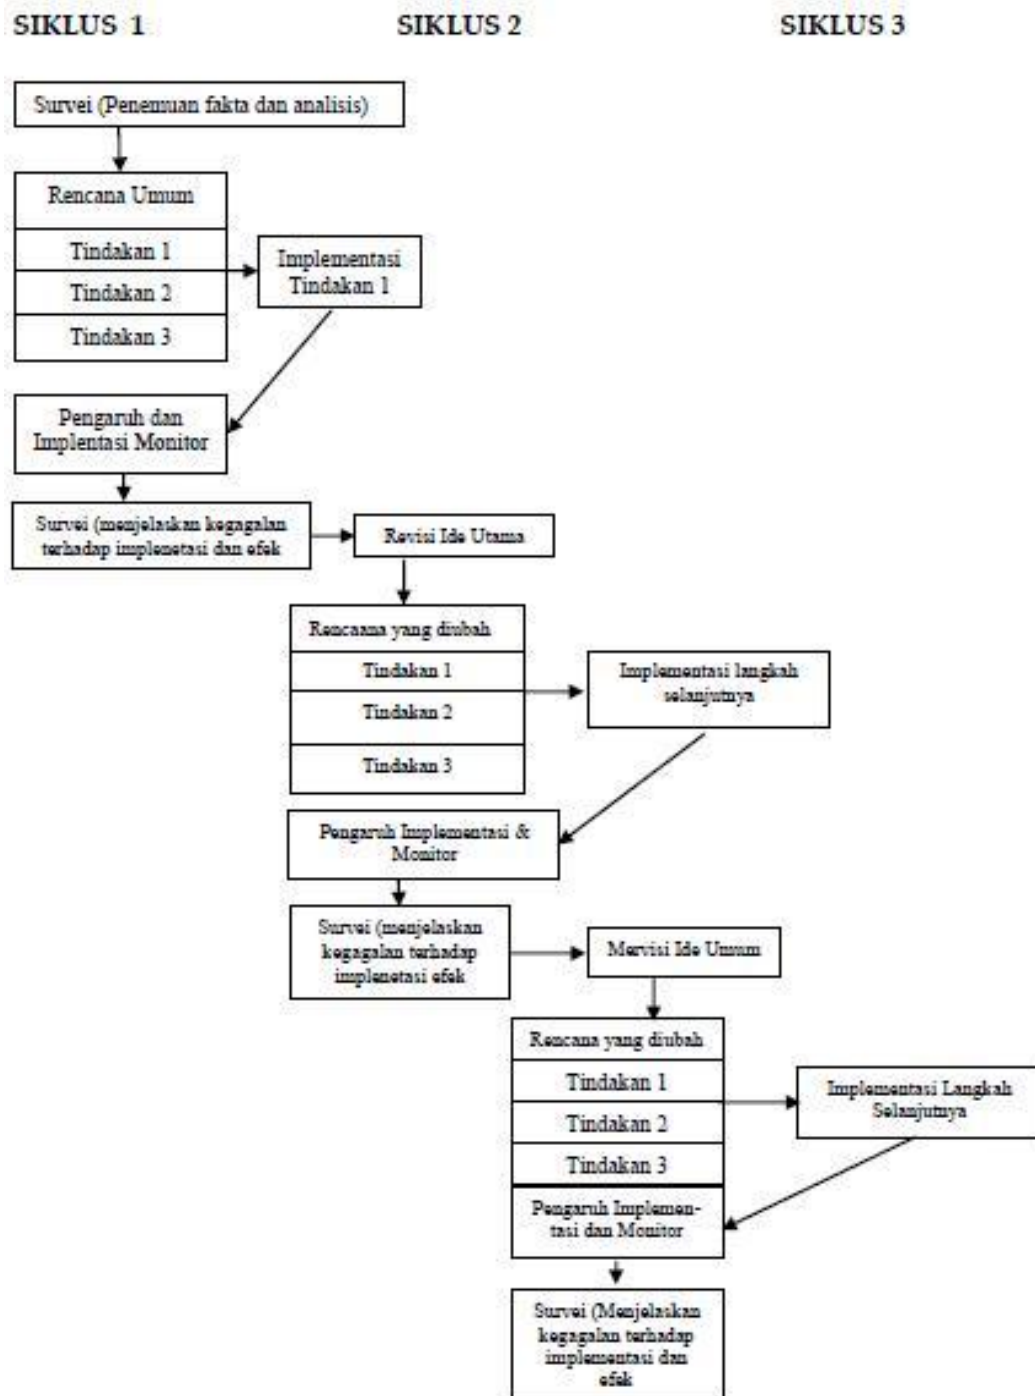 SIKLUS 1
SIKLUS 2
SIKLUS 3
Survei (Penemuan fakta dan analisis)
Rencana Umum
Tindakan 1
Tindakan 2
Tindakan 3
Implementasi
Tindakan 1
Pengaruh dan
Implentasi Monitor
Survei (menjelaskan kegagalan
terhadap implenetasi dan efek
Revisi Ide Utama
Rencaana yang diubah
Tindakan 1
Tindakan 2
Tindakan 3
Implementasi langkah
selanjutnya
Pengaruh Implementasi &
Monitor
Survei (menjelaskan
kegagalan terhadap
implenetasi efek
Mervisi Ide Umum
Rencana yang diubah
Tindakan 1
Tindakan 2
Tindakan 3
Implementasi Langkah
Selanjutnya
Pengaruh Implemen-
tasi dan Monitor
Survei (Menjelaskan
kegagalan terhadap
implementasi dan
efek